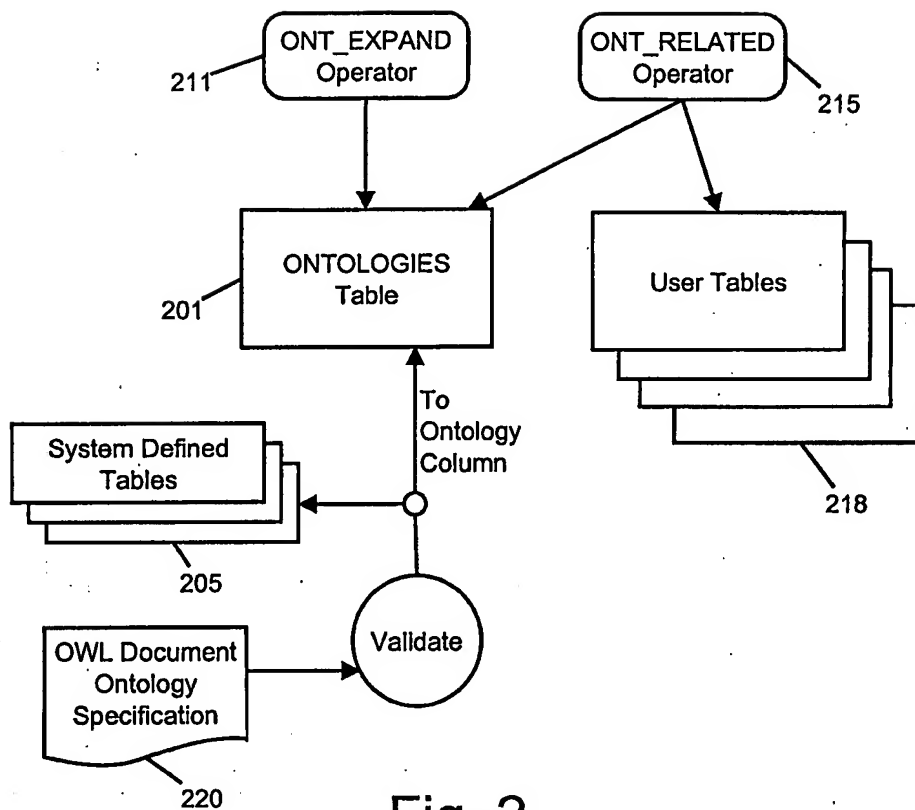 ONT_EXPAND
Operator
ONT_RELATED
Operator
211
215
ONTOLOGIES
Table
201
User Tables
To
Ontology
Column
System Defined
Tables
218
205
Validate
OWL Document
Ontology
Specification
220